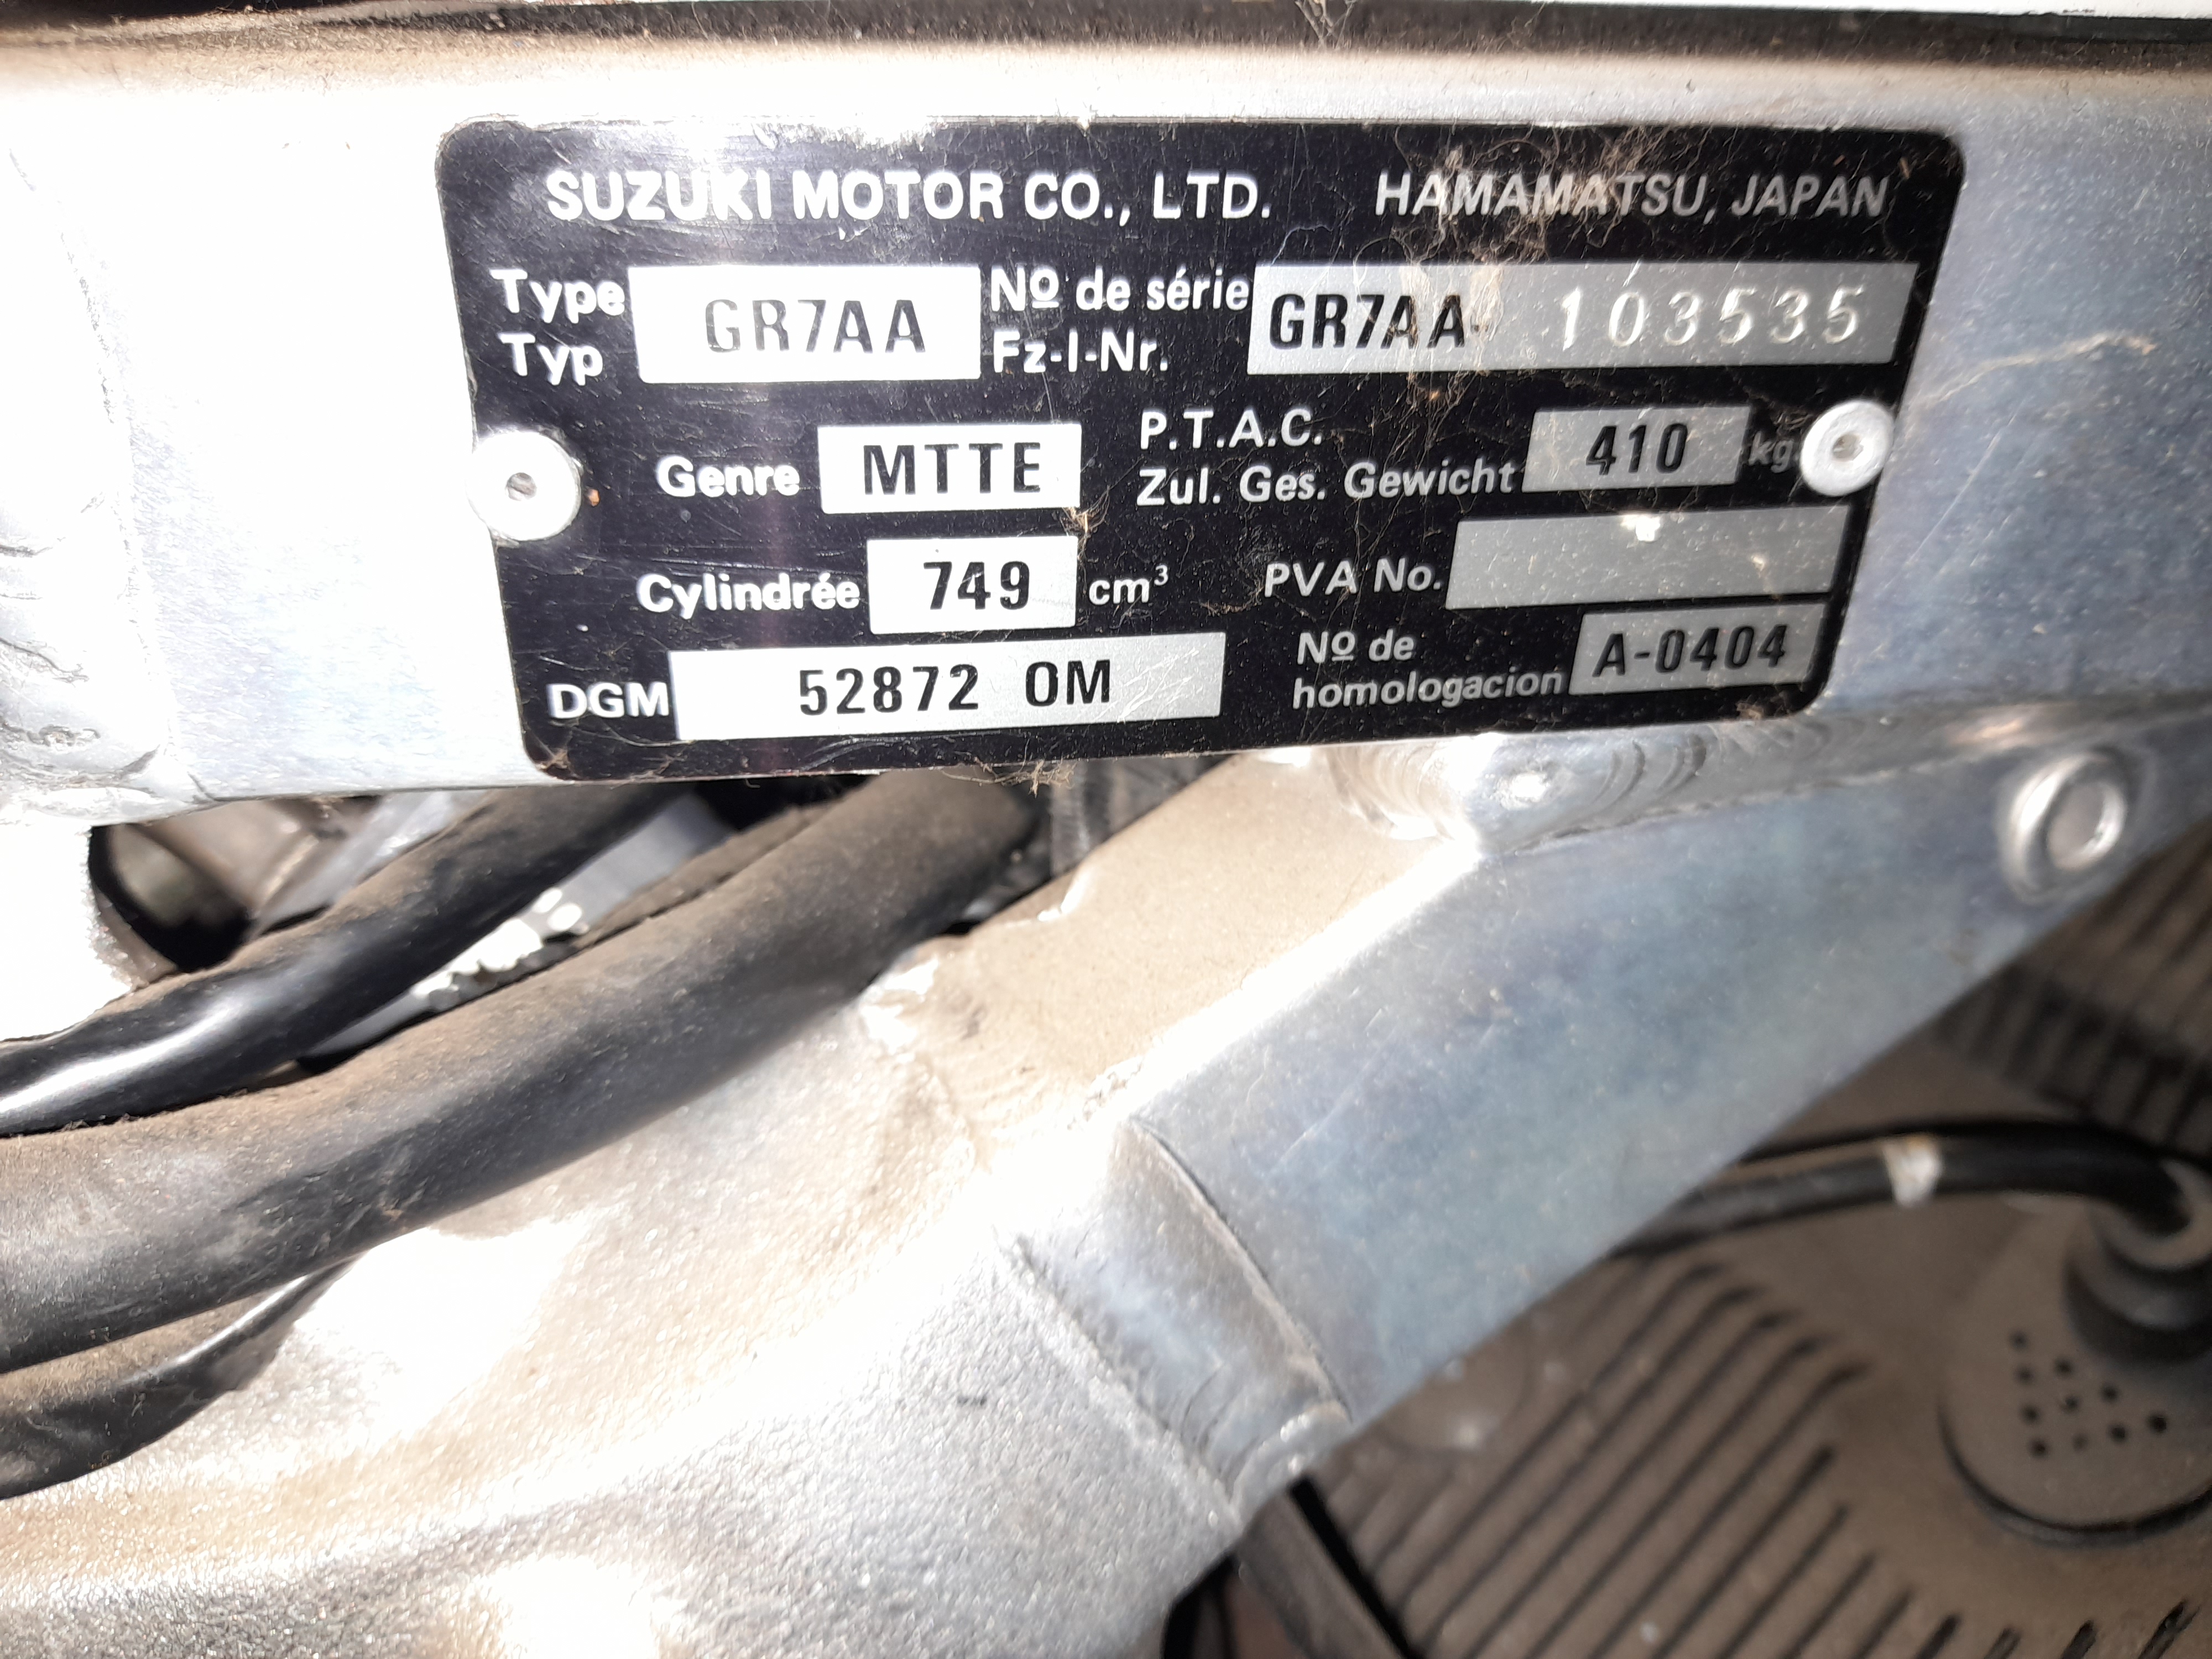 SUZUKI MOTOR CO., LTD. HAMAMATSU, JAPAN
Type GR7AA Nº de série GR7AA- 103535
Typ Fz-I-Nr.
Genre MTTE P.T.A.C. 410 kg
Zul. Ges. Gewicht
Cylindrée 749 cm³ PVA No.
DGM 52872 OM Nº de A-0404
homologacion